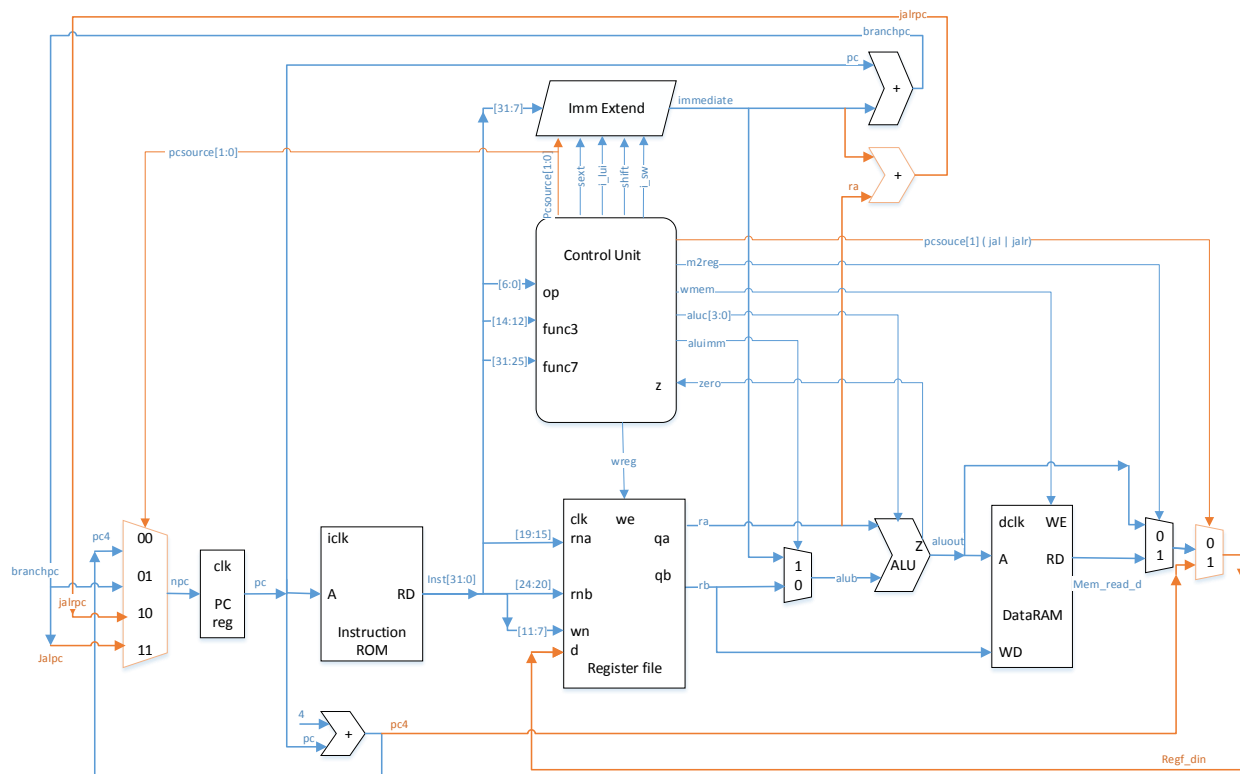 jalrpc
branchpc
pc
+
[31:7]
Imm Extend
immediate
pcsource[1:0]
Pcsource[1:0]
sext
i_lui
shift
i_sw
+
ra
Control Unit
pcsouce[1] ( jal | jalr)
m2reg
[6:0]
op
wmem
[14:12]
func3
aluc[3:0]
aluimm
[31:25]
func7
z
zero
wreg
pc4
00
branchpc
01
jalrpc
10
Jalpc
11
npc
clk
PC
reg
pc
iclk
A
RD
Instruction
ROM
Inst[31:0]
[19:15]
[24:20]
[11:7]
clk
we
rna
qa
qb
rnb
wn
d
Register file
ra
rb
1
0
alub
Z
ALU
aluout
dclk
WE
A
RD
DataRAM
WD
Mem_read_d
0
1
0
1
4
pc
+
pc4
Regf_din